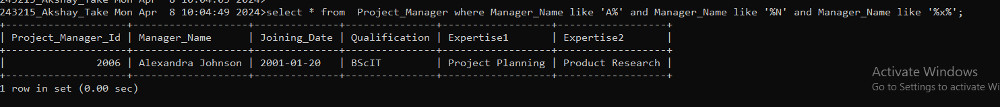 243215_Akshay_Take Mon Apr  8 10:04:05 2024>
243215_Akshay_Take Mon Apr  8 10:04:49 2024>select * from  Project_Manager where Manager_Name like 'A%' and Manager_Name like '%N' and Manager_Name like '%x%';
+--------------------+-------------------+--------------+---------------+------------------+------------------+
| Project_Manager_Id | Manager_Name      | Joining_Date | Qualification | Expertise1       | Expertise2       |
+--------------------+-------------------+--------------+---------------+------------------+------------------+
|               2006 | Alexandra Johnson | 2001-01-20   | BScIT         | Project Planning | Product Research |
+--------------------+-------------------+--------------+---------------+------------------+------------------+
1 row in set (0.00 sec)
Activate Windows
Go to Settings to activate Wi